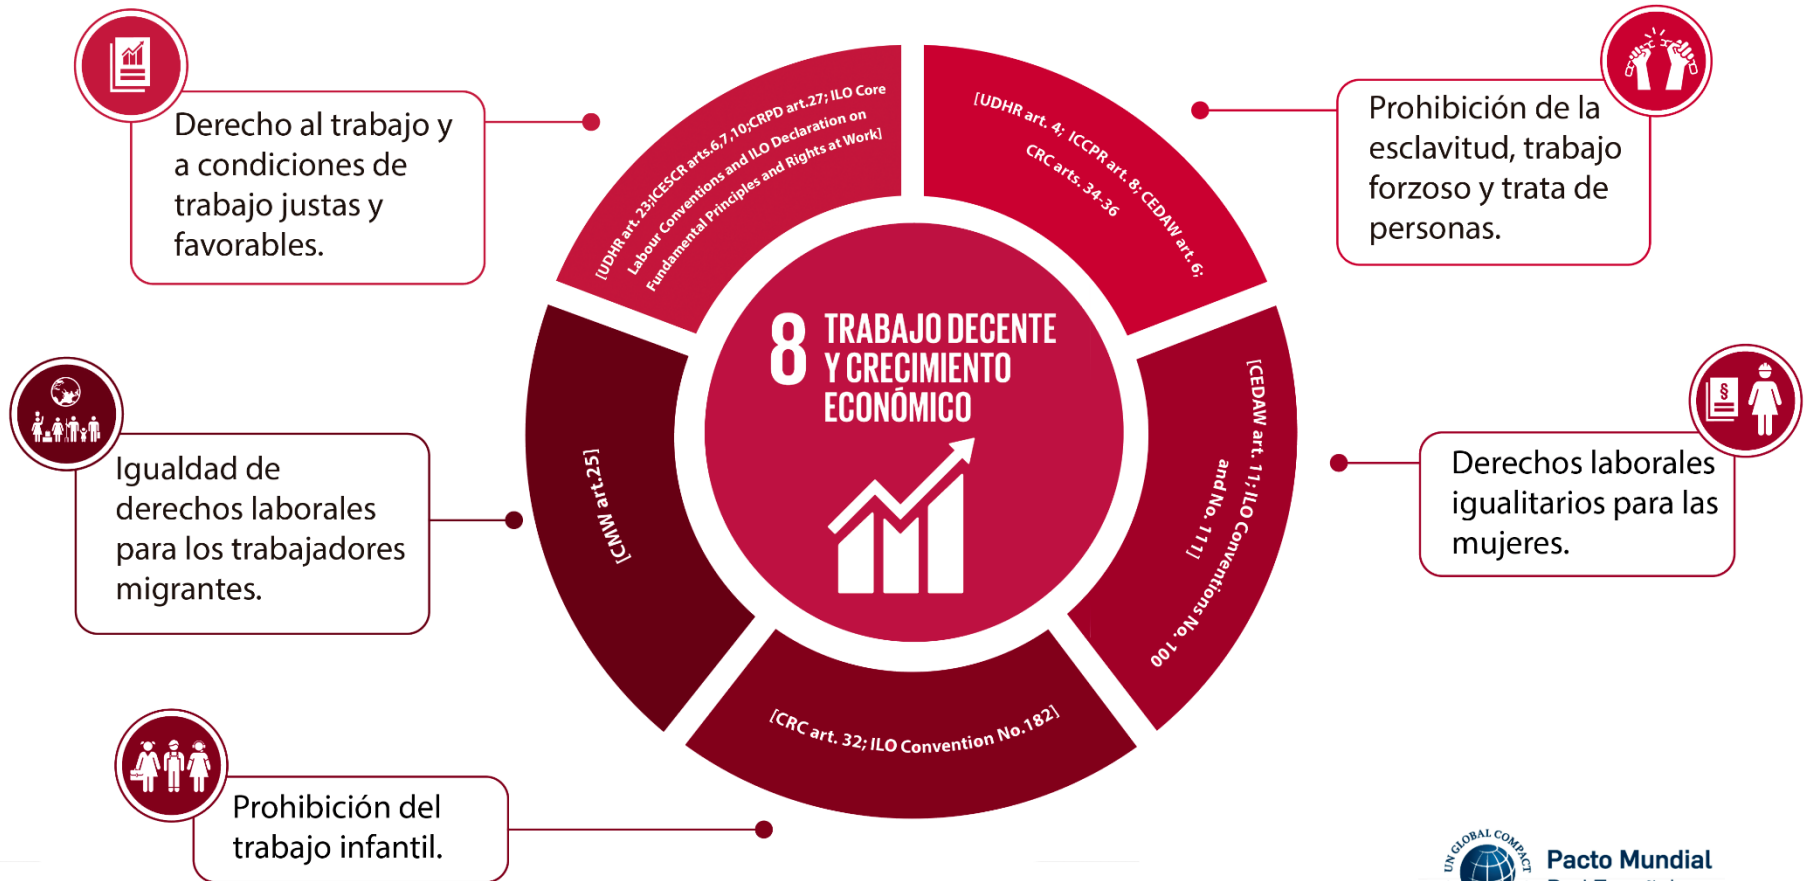 Derecho al trabajo y
a condiciones de
trabajo justas y
favorables.
[UDHR art. 23;ICESCR arts.6,7,10;CRPD art.27; ILO Core
Labour Conventions and ILO Declaration on
Fundamental Principles and Rights at Work]
[UDHR art. 4; ICCPR art. 8; CEDAW art. 6;
CRC arts. 34-36
Prohibición de la
esclavitud, trabajo
forzoso y trata de
personas.
8 TRABAJO DECENTE
Y CRECIMIENTO
ECONÓMICO
Igualdad de
derechos laborales
para los trabajadores
migrantes.
[CMW art.25]
[CEDAW art. 11; ILO Conventions No. 100
and No. 111]
§
Derechos laborales
igualitarios para las
mujeres.
[CRC art. 32; ILO Convention No.182]
Prohibición del
trabajo infantil.
UN GLOBAL COMPACT
Pacto Mundial